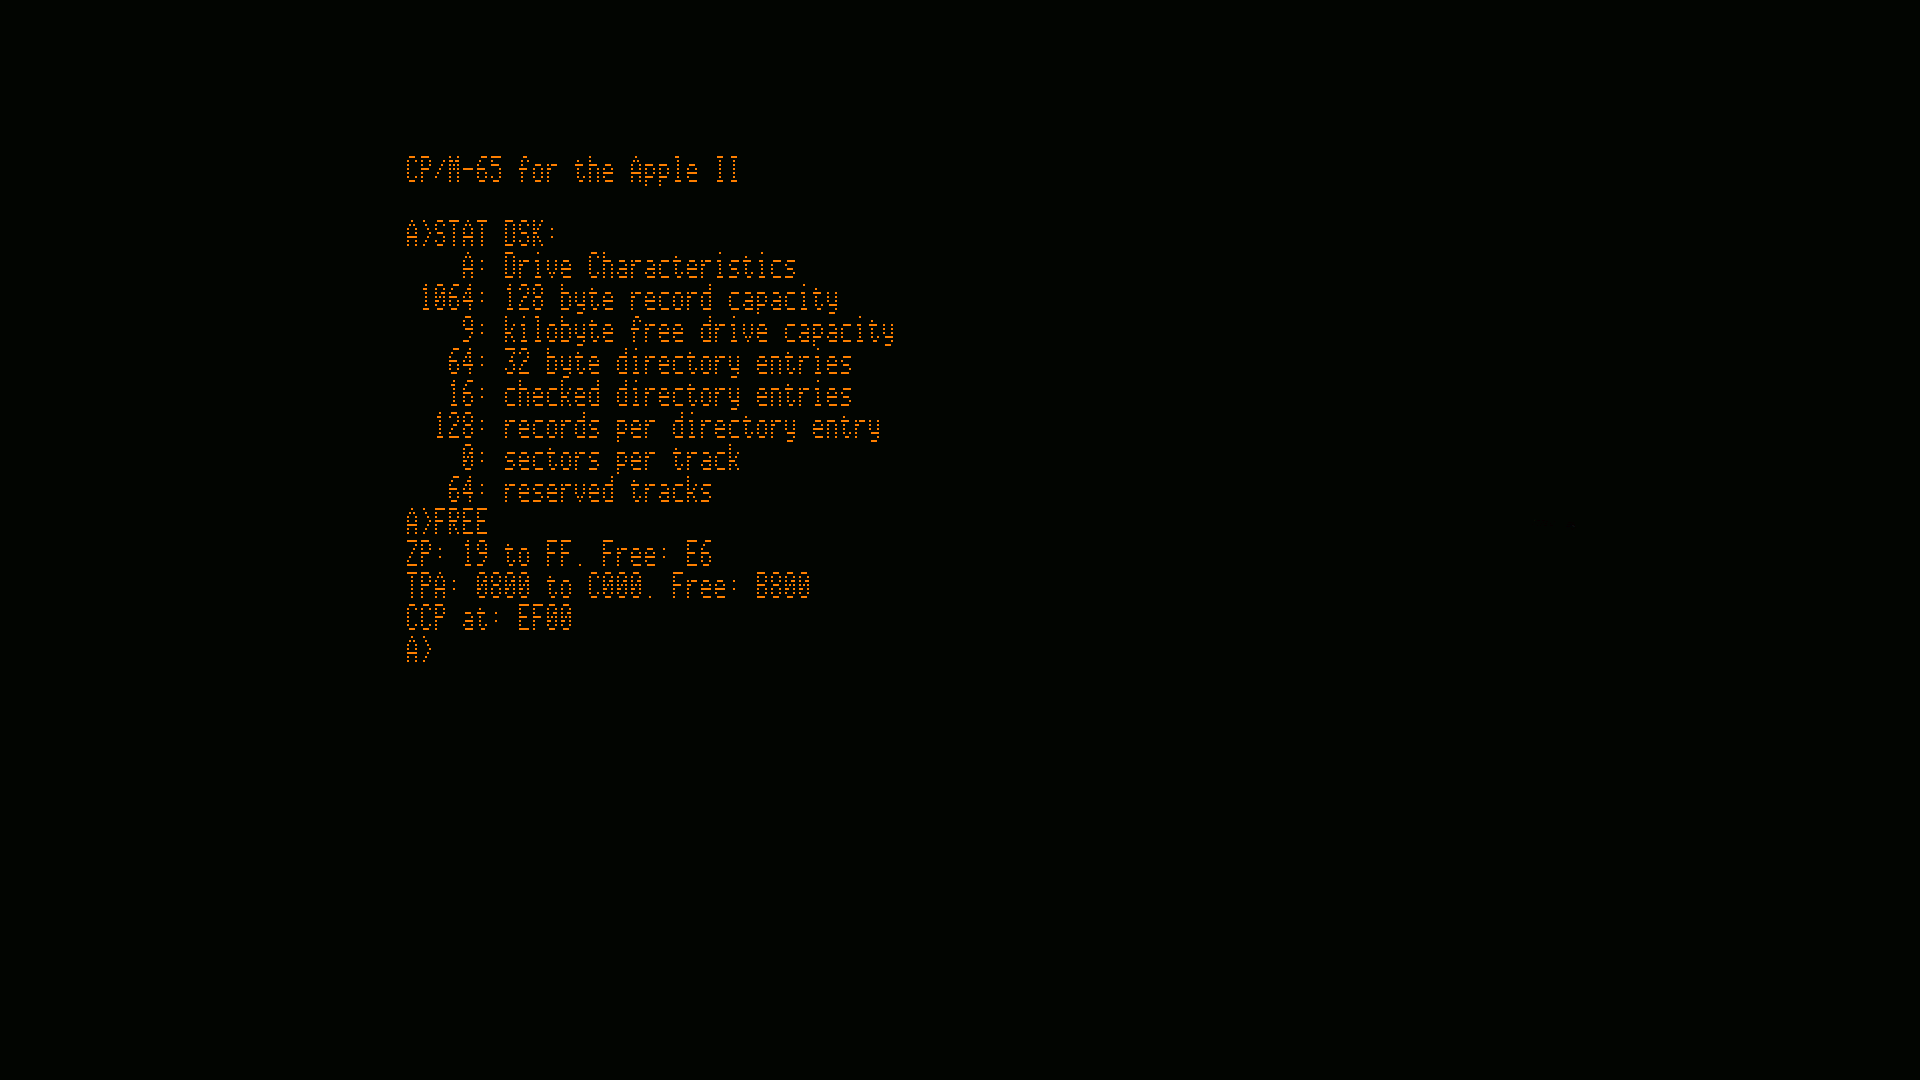 CP/M-65 for the Apple II
A>STAT DSK:
A: Drive Characteristics
1064: 128 byte record capacity
9: kilobyte free drive capacity
64: 32 byte directory entries
16: checked directory entries
128: records per directory entry
0: sectors per track
64: reserved tracks
A>FREE
ZP: 19 to FF. Free: E6
TPA: 0800 to C000. Free: B800
CCP at: EF00
A>